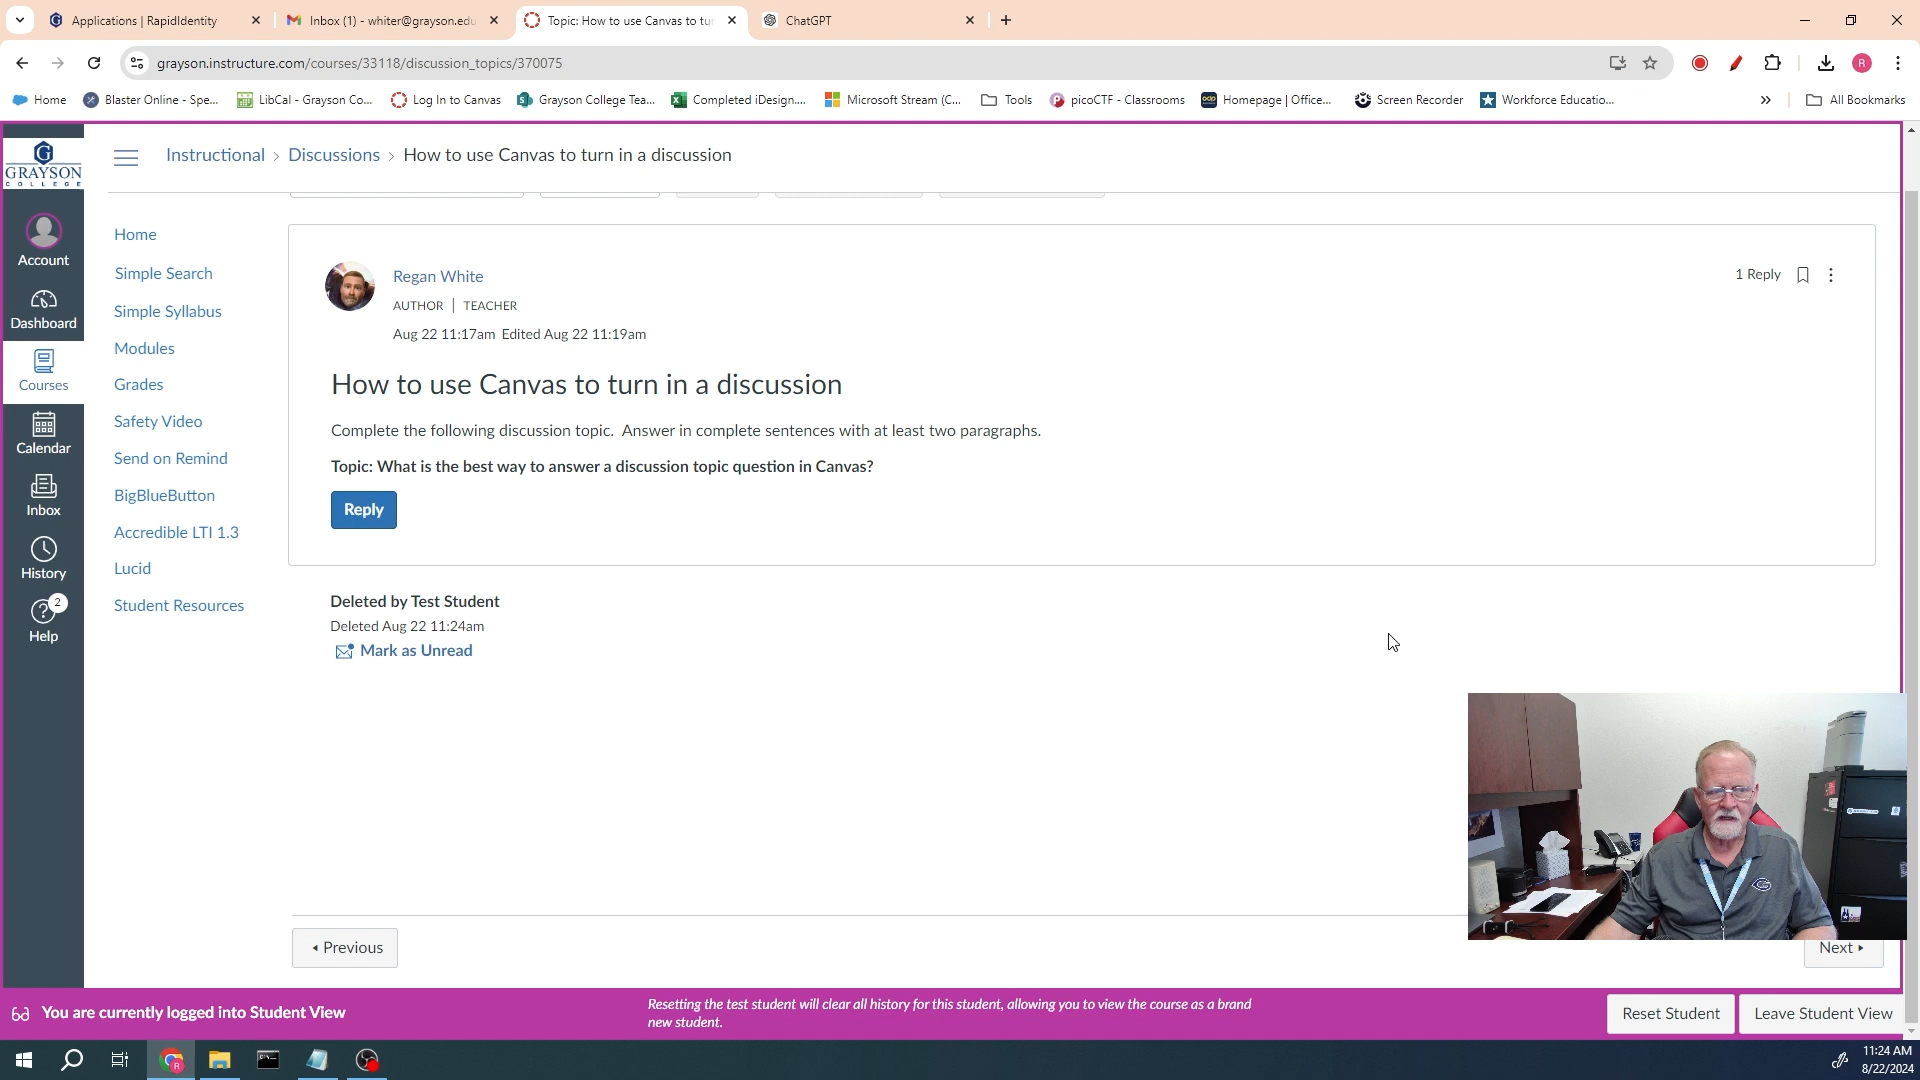 Applications | RapidIdentity
Inbox (1) - whiter@grayson.edu
Topic: How to use Canvas to tur
ChatGPT
grayson.instructure.com/courses/33118/discussion_topics/370075
R
Home
Blaster Online - Spe...
LibCal - Grayson Co...
Log In to Canvas
Grayson College Tea...
Completed iDesign....
Microsoft Stream (C...
Tools
picoCTF - Classrooms
Homepage | Office...
Screen Recorder
Workforce Educatio...
»
All Bookmarks
GRAYSON
COLLEGE
Instructional › Discussions › How to use Canvas to turn in a discussion
Account
Dashboard
Courses
Calendar
Inbox
History
2
Help
Home
Simple Search
Simple Syllabus
Modules
Grades
Safety Video
Send on Remind
BigBlueButton
Accredible LTI 1.3
Lucid
Student Resources
Regan White
AUTHOR | TEACHER
Aug 22 11:17am Edited Aug 22 11:19am
1 Reply
How to use Canvas to turn in a discussion
Complete the following discussion topic. Answer in complete sentences with at least two paragraphs.
Topic: What is the best way to answer a discussion topic question in Canvas?
Reply
Deleted by Test Student
Deleted Aug 22 11:24am
Mark as Unread
Previous
Next
You are currently logged into Student View
Resetting the test student will clear all history for this student, allowing you to view the course as a brand
new student.
Reset Student
Leave Student View
11:24 AM
8/22/2024